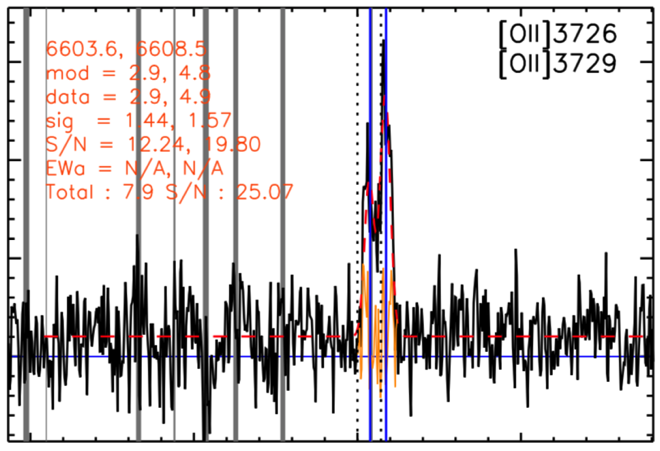 [OII]3726
[OII]3729
6603.6, 6608.5
mod = 2.9, 4.8
data = 2.9, 4.9
sig = 1.44, 1.57
S/N = 12.24, 19.80
EWa = N/A, N/A
Total : 7.9 S/N : 25.07